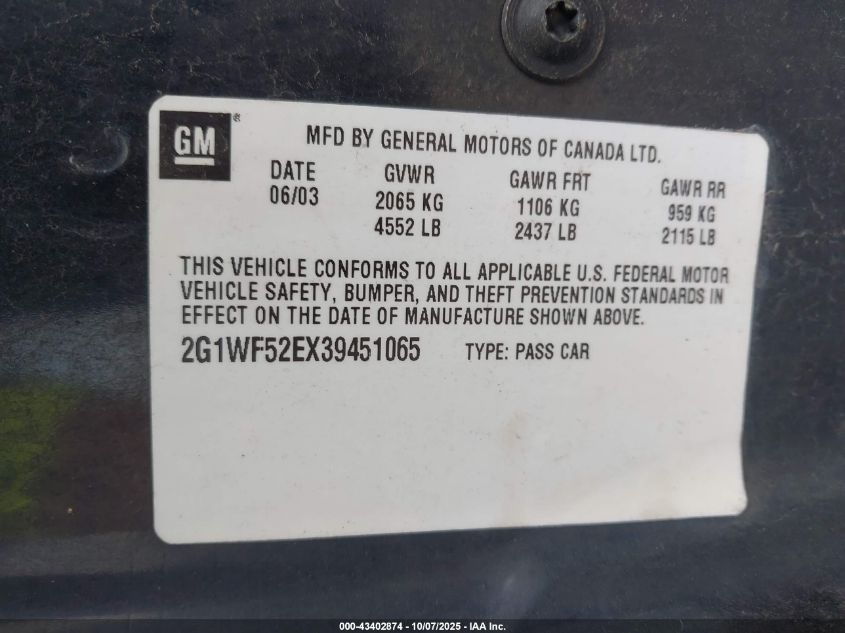 GM®
MFD BY GENERAL MOTORS OF CANADA LTD.
DATE GVWR GAWR FRT GAWR RR
06/03 2065 KG 1106 KG 959 KG
4552 LB 2437 LB 2115 LB
THIS VEHICLE CONFORMS TO ALL APPLICABLE U.S. FEDERAL MOTOR
VEHICLE SAFETY, BUMPER, AND THEFT PREVENTION STANDARDS IN
EFFECT ON THE DATE OF MANUFACTURE SHOWN ABOVE.
2G1WF52EX39451065 TYPE: PASS CAR
000-43402874 - 10/07/2025 - IAA Inc.